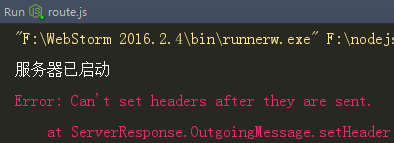 Run route.js
"F:\WebStorm 2016.2.4\bin\runnerw.exe" F:\nodejs
服务器已启动
Error: Can't set headers after they are sent.
at ServerResponse.OutgoingMessage.setHeader